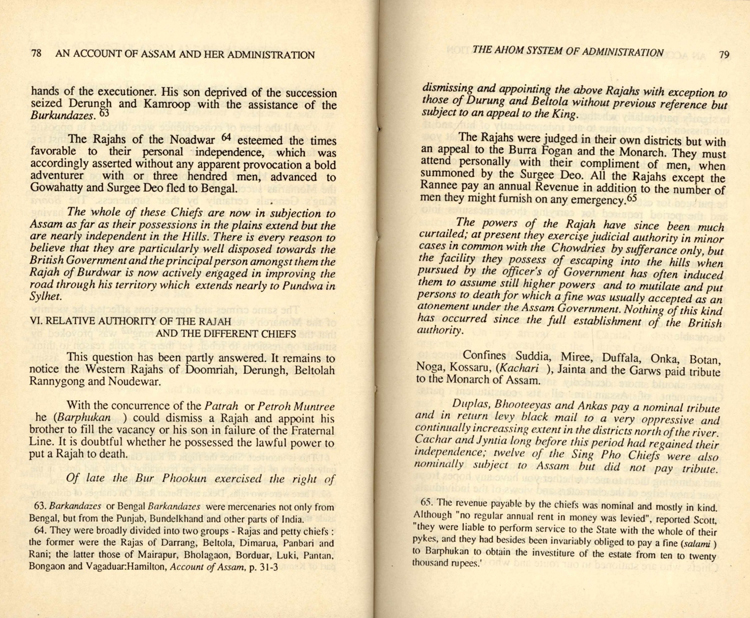 78 AN ACCOUNT OF ASSAM AND HER ADMINISTRATION
hands of the executioner. His son deprived of the succession
seized Derungh and Kamroop with the assistance of the
Burkundazes. 63
The Rajahs of the Noadwar 64 esteemed the times
favorable to their personal independence, which was
accordingly asserted without any apparent provocation a bold
adventurer with or three hundred men, advanced to
Gowahatty and Surgee Deo fled to Bengal.
The whole of these Chiefs are now in subjection to
Assam as far as their possessions in the plains extend but the
are nearly independent in the Hills. There is every reason to
believe that they are particularly well disposed towards the
British Government and the principal person amongst them the
Rajah of Burdwar is now actively engaged in improving the
road through his territory which extends nearly to Pundwa in
Sylhet.
VI. RELATIVE AUTHORITY OF THE RAJAH
AND THE DIFFERENT CHIEFS
This question has been partly answered. It remains to
notice the Western Rajahs of Doomriah, Derungh, Beltolah
Rannygong and Noudewar.
With the concurrence of the Patrah or Petroh Muntree
he (Barphukan ) could dismiss a Rajah and appoint his
brother to fill the vacancy or his son in failure of the Fraternal
Line. It is doubtful whether he possessed the lawful power to
put a Rajah to death.
Of late the Bur Phookun exercised the right of
63. Barkandazes or Bengal Barkandazes were mercenaries not only from
Bengal, but from the Punjab, Bundelkhand and other parts of India.
64. They were broadly divided into two groups - Rajas and petty chiefs :
the former were the Rajas of Darrang, Beltola, Dimarua, Panbari and
Rani; the latter those of Mairapur, Bholagaon, Borduar, Luki, Pantan,
Bongaon and Vagaduar:Hamilton, Account of Assam, p. 31-3
THE AHOM SYSTEM OF ADMINISTRATION 79
dismissing and appointing the above Rajahs with exception to
those of Durung and Beltola without previous reference but
subject to an appeal to the King.
The Rajahs were judged in their own districts but with
an appeal to the Burra Fogan and the Monarch. They must
attend personally with their compliment of men, when
summoned by the Surgee Deo. All the Rajahs except the
Rannee pay an annual Revenue in addition to the number of
men they might furnish on any emergency.65
The powers of the Rajah have since been much
curtailed; at present they exercise judicial authority in minor
cases in common with the Chowdries by sufferance only, but
the facility they possess of escaping into the hills when
pursued by the officer's of Government has often induced
them to assume still higher powers and to mutilate and put
persons to death for which a fine was usually accepted as an
atonement under the Assam Government. Nothing of this kind
has occurred since the full establishment of the British
authority.
Confines Suddia, Miree, Duffala, Onka, Botan,
Noga, Kossaru, (Kachari ), Jainta and the Garws paid tribute
to the Monarch of Assam.
Duplas, Bhooteeyas and Ankas pay a nominal tribute
and in return levy black mail to a very oppressive and
continually increasing extent in the districts north of the river.
Cachar and Jyntia long before this period had regained their
independence; twelve of the Sing Pho Chiefs were also
nominally subject to Assam but did not pay tribute.
65. The revenue payable by the chiefs was nominal and mostly in kind.
Although "no regular annual rent in money was levied", reported Scott,
"they were liable to perform service to the State with the whole of their
pykes, and they had besides been invariably obliged to pay a fine (salami )
to Barphukan to obtain the investiture of the estate from ten to twenty
thousand rupees.'